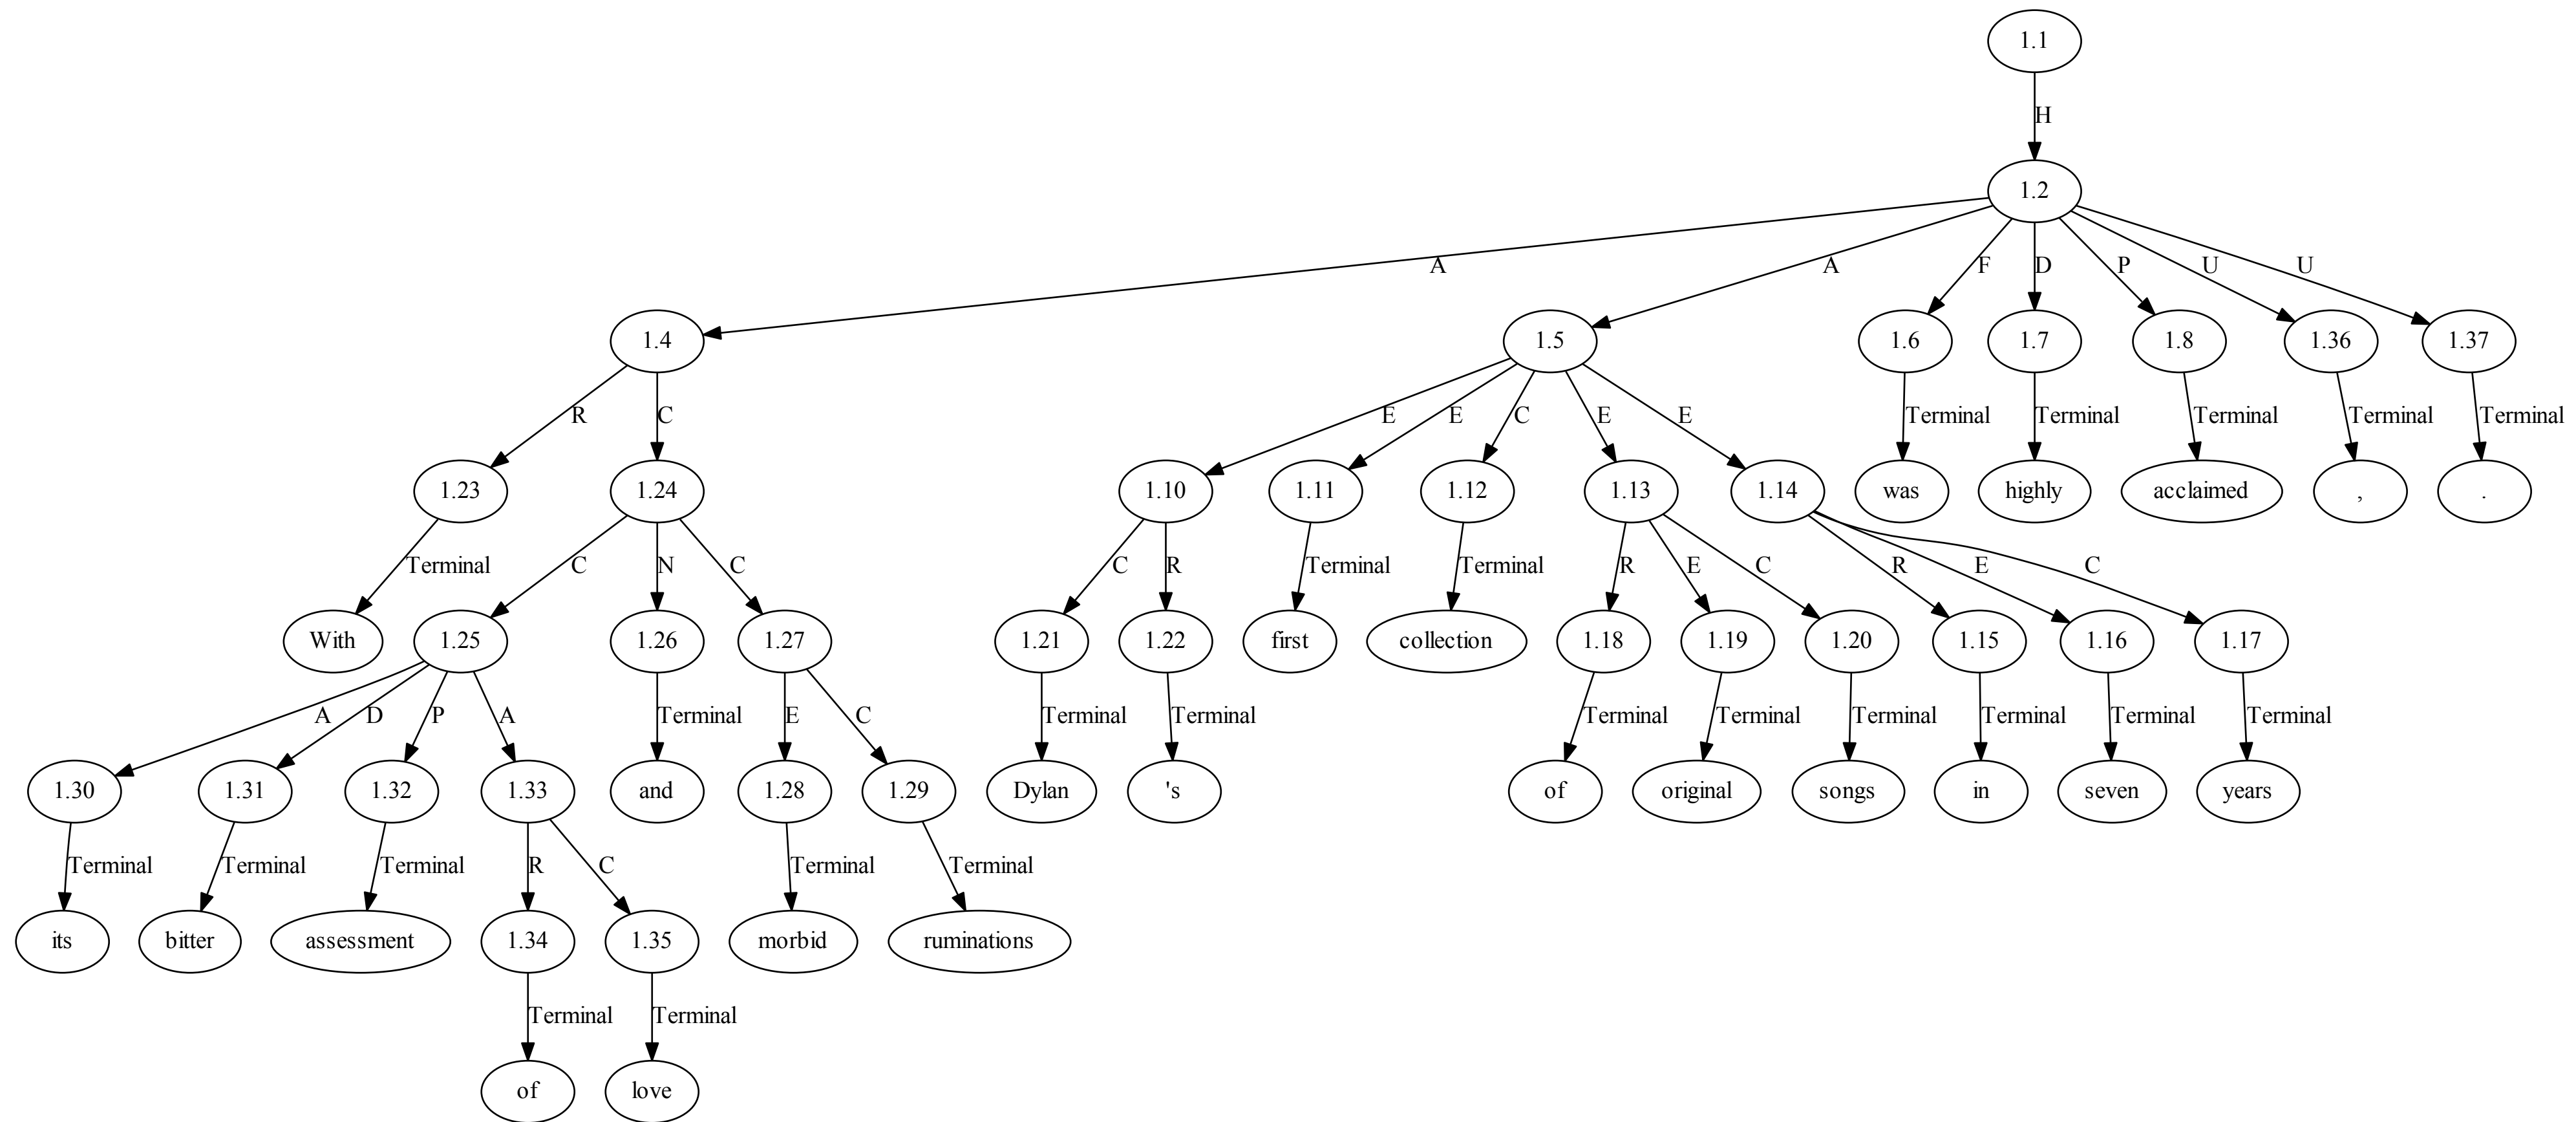 1.1
H
1.2
A A F D P U U
1.4 1.5 1.6 1.7 1.8 1.36 1.37
R C E E C E E Terminal Terminal Terminal Terminal Terminal
1.23 1.24 1.10 1.11 1.12 1.13 1.14 was highly acclaimed , .
Terminal C N C C R Terminal Terminal R E C R E C
With 1.25 1.26 1.27 1.21 1.22 first collection 1.18 1.19 1.20 1.15 1.16 1.17
A D P A Terminal E C Terminal Terminal Terminal Terminal Terminal Terminal Terminal Terminal
1.30 1.31 1.32 1.33 and 1.28 1.29 Dylan 's of original songs in seven years
Terminal Terminal Terminal R C Terminal Terminal
its bitter assessment 1.34 1.35 morbid ruminations
Terminal Terminal
of love